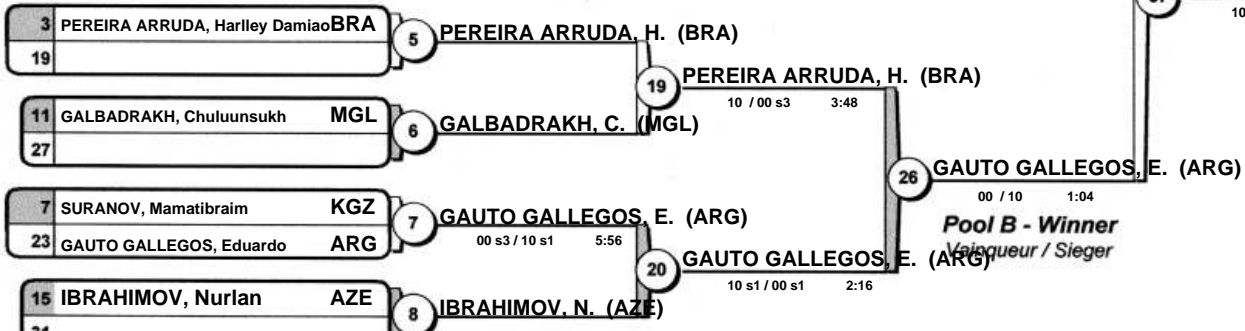 3 PEREIRA ARRUDA, Harlley Damiao BRA
19
5
PEREIRA ARRUDA, H. (BRA)
11 GALBADRAKH, Chuluunsukh MGL
27
6
GALBADRAKH, C. (MGL)
19
PEREIRA ARRUDA, H. (BRA)
10 / 00 s3 3:48
7 SURANOV, Mamatibraim KGZ
23 GAUTO GALLEGOS, Eduardo ARG
7
GAUTO GALLEGOS, E. (ARG)
00 s3 / 10 s1 5:56
15 IBRAHIMOV, Nurlan AZE
8
IBRAHIMOV, N. (AZE)
20
GAUTO GALLEGOS, E. (ARG)
10 s1 / 00 s1 2:16
26
GAUTO GALLEGOS, E. (ARG)
00 / 10 1:04
Pool B - Winner
Vainqueur / Sieger
10